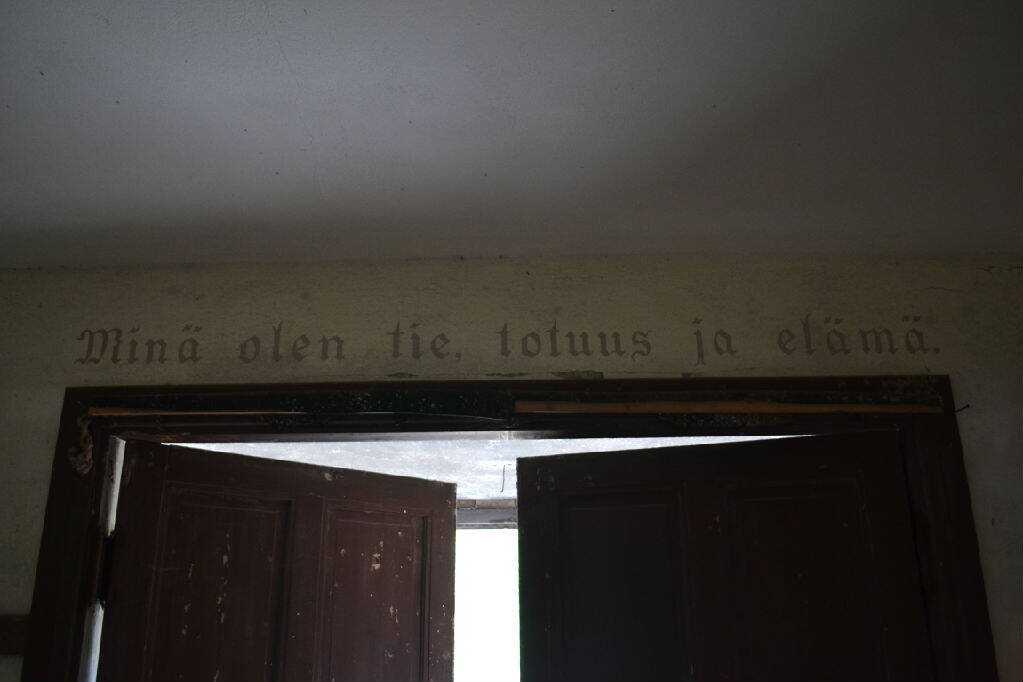 Minä olen tie, totuus ja elämä.